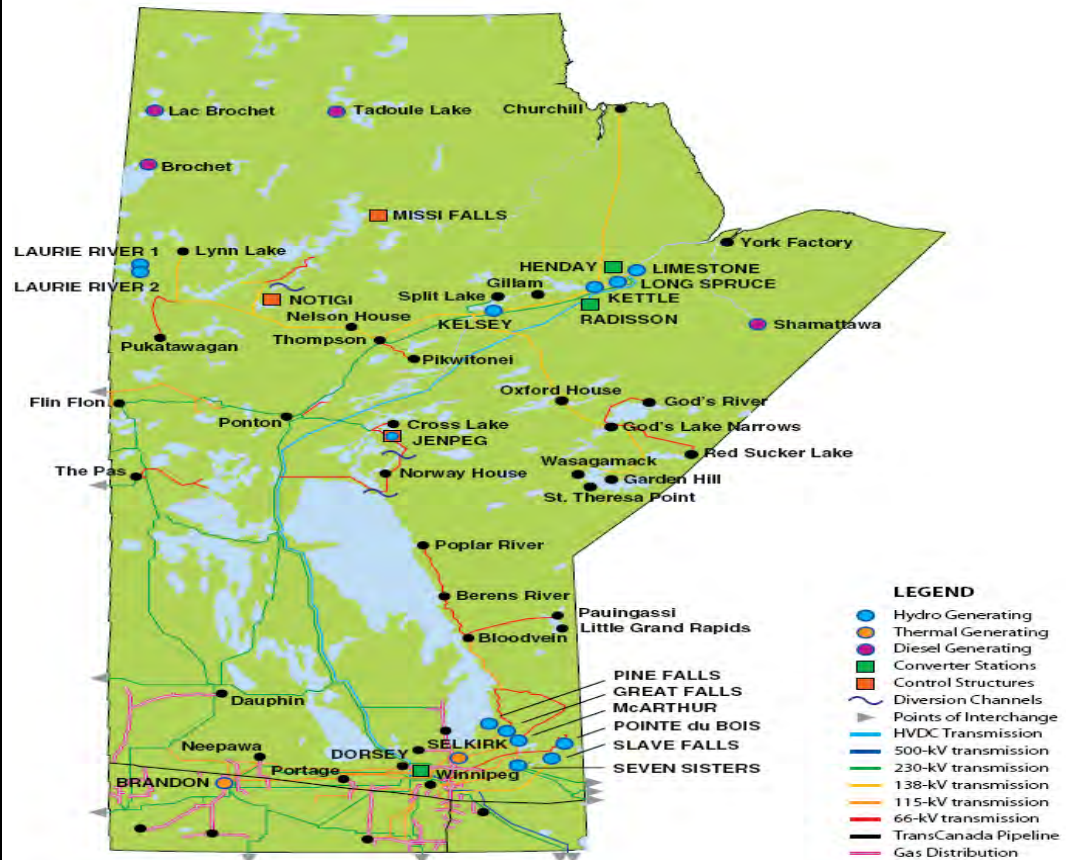 Lac Brochet
Tadoule Lake
Churchill
Brochet
MISSI FALLS
York Factory
LAURIE RIVER 1
Lynn Lake
HENDAY
LIMESTONE
LAURIE RIVER 2
Gillam
LONG SPRUCE
NOTIGI
Split Lake
KETTLE
Nelson House
KELSEY
RADISSON
Shamattawa
Pukatawagan
Thompson
Pikwitonei
Flin Flon
Oxford House
God's River
Ponton
Cross Lake
God's Lake Narrows
JENPEG
The Pas
Norway House
Wasagamack
Red Sucker Lake
Garden Hill
St. Theresa Point
Poplar River
Berens River
Pauingassi
Little Grand Rapids
Bloodvein
PINE FALLS
GREAT FALLS
McARTHUR
POINTE du BOIS
SLAVE FALLS
SEVEN SISTERS
Dauphin
Neepawa
DORSEY
SELKIRK
BRANDON
Portage
Winnipeg
LEGEND
Hydro Generating
Thermal Generating
Diesel Generating
Converter Stations
Control Structures
Diversion Channels
Points of Interchange
HVDC Transmission
500-kV transmission
230-kV transmission
138-kV transmission
115-kV transmission
66-kV transmission
TransCanada Pipeline
Gas Distribution